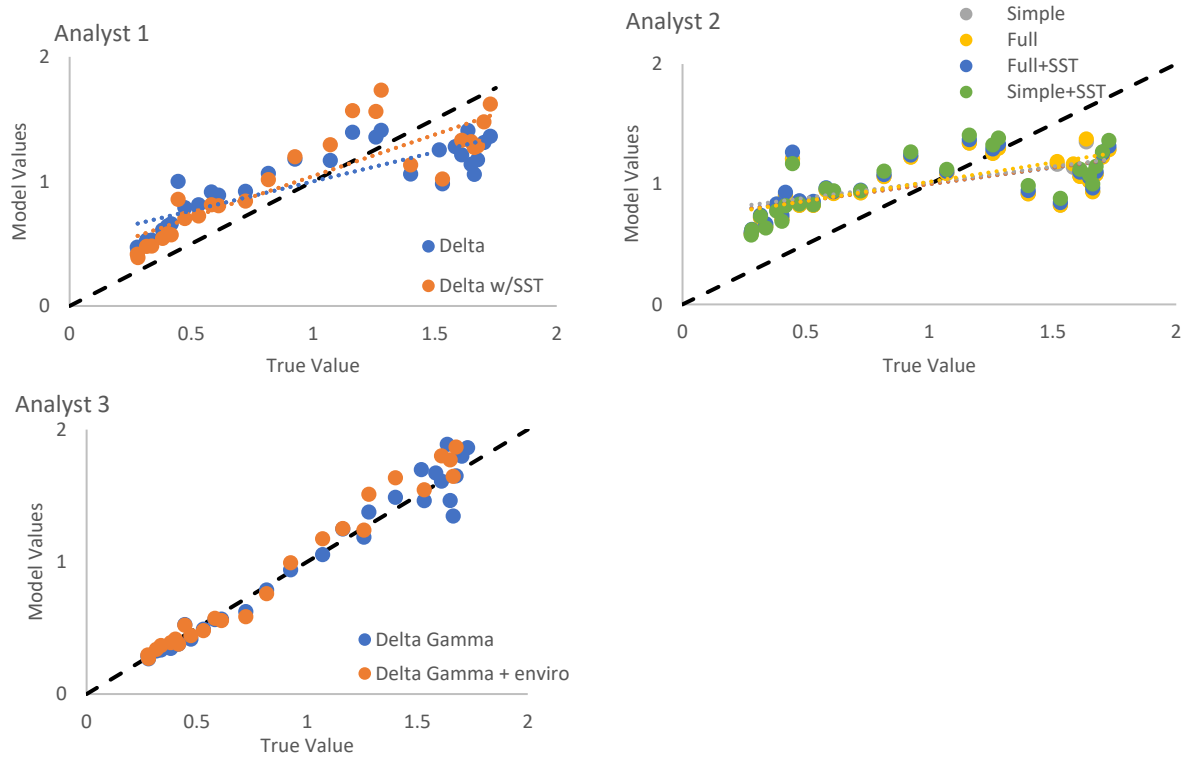 Analyst 1
2
1
0
0
0.5
1
1.5
2
Model Values
True Value
Delta
Delta w/SST
Analyst 2
Simple
Full
Full+SST
Simple+SST
2
1
0
0
0.5
1
1.5
2
Model Values
True Value
Analyst 3
2
1
0
0
0.5
1
1.5
2
Model Values
True Value
Delta Gamma
Delta Gamma + enviro